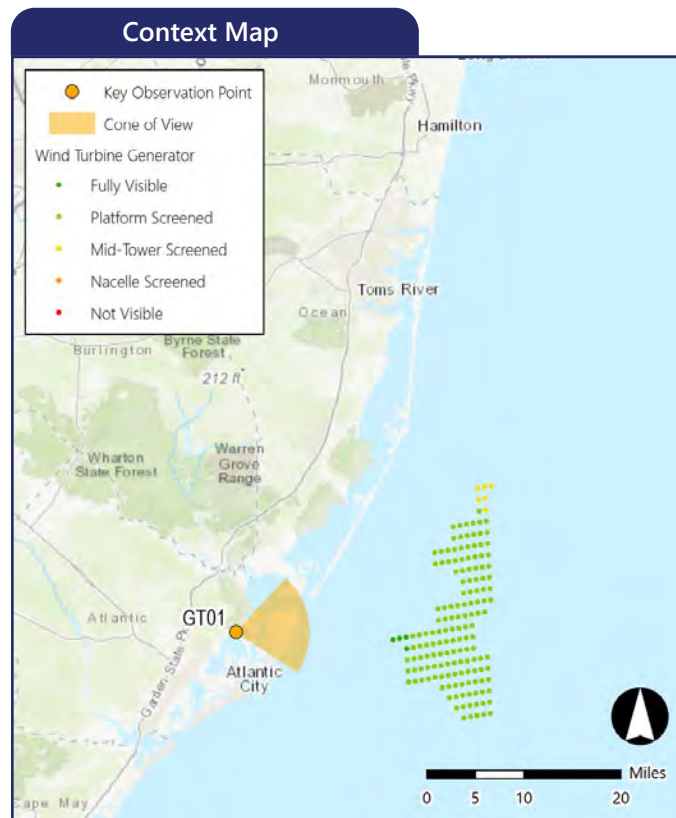 Context Map
Monmouth
Hamilton
Key Observation Point
Cone of View
Wind Turbine Generator
Fully Visible
Platform Screened
Mid-Tower Screened
Nacelle Screened
Not Visible
Toms River
Ocean
Burlington
Byrne State
Forest
212 ft
Wharton
State Forest
Warren
Grove
Range
Atlantic
GT01
Garden State Pk
Atlantic
City
Cape May
Miles
0 5 10 20